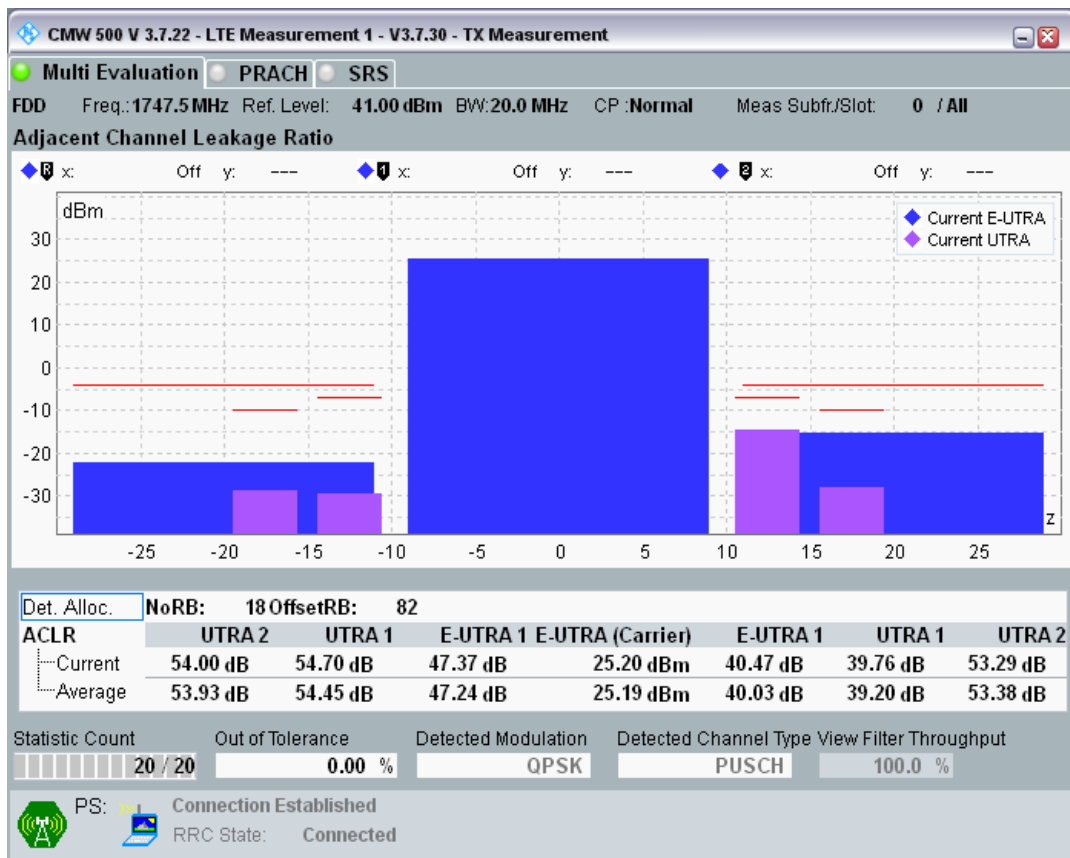 CMW 500 V 3.7.22 - LTE Measurement 1 - V3.7.30 - TX Measurement
Multi Evaluation PRACH SRS
FDD Freq.: 1747.5 MHz Ref. Level: 41.00 dBm BW: 20.0 MHz CP : Normal Meas Subfr./Slot: 0 / All
Adjacent Channel Leakage Ratio
R x: Off y: --- 1 x: Off y: --- 2 x: Off y: ---
dBm
Current E-UTRA
Current UTRA
30
20
10
0
-10
-20
-30
z
-25 -20 -15 -10 -5 0 5 10 15 20 25
Det. Alloc. NoRB: 18 OffsetRB: 82
ACLR UTRA 2 UTRA 1 E-UTRA 1 E-UTRA (Carrier) E-UTRA 1 UTRA 1 UTRA 2
Current 54.00 dB 54.70 dB 47.37 dB 25.20 dBm 40.47 dB 39.76 dB 53.29 dB
Average 53.93 dB 54.45 dB 47.24 dB 25.19 dBm 40.03 dB 39.20 dB 53.38 dB
Statistic Count Out of Tolerance Detected Modulation Detected Channel Type View Filter Throughput
20 / 20 0.00 % QPSK PUSCH 100.0 %
PS: Connection Established
RRC State: Connected